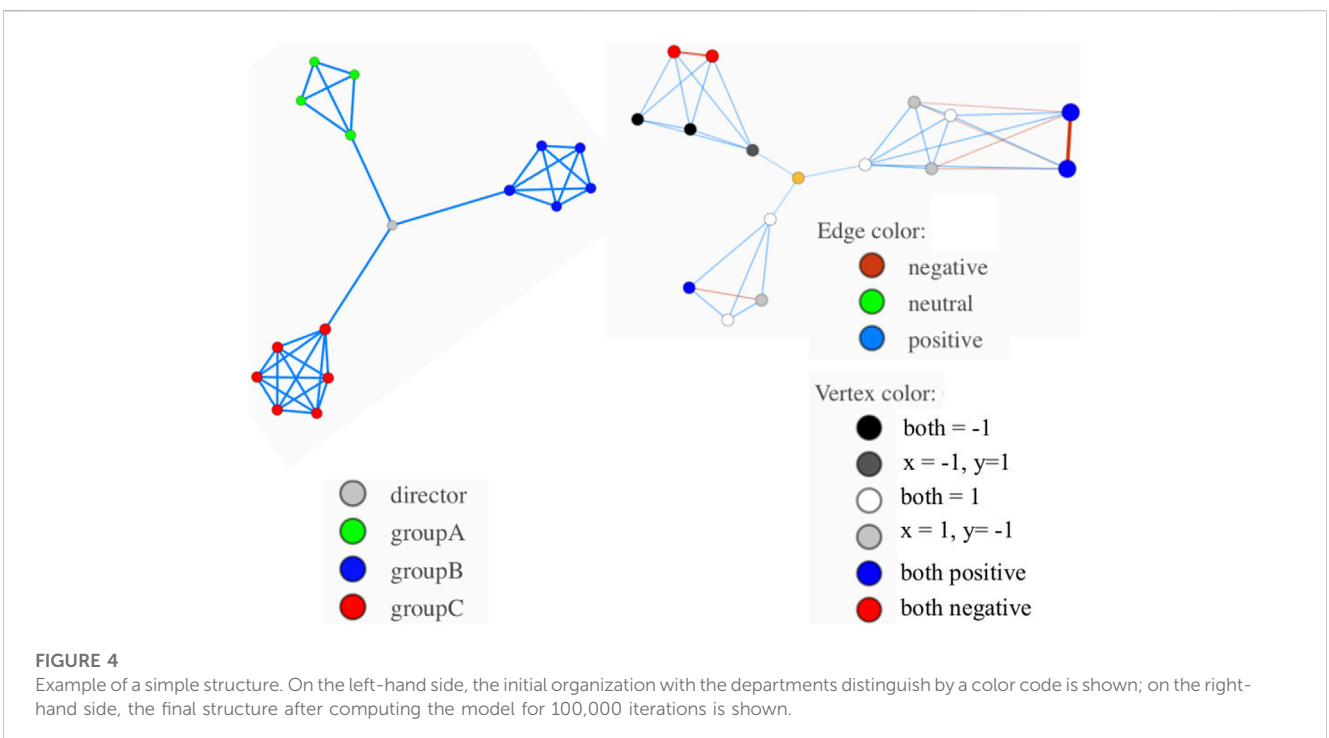 Edge color:
negative
neutral
positive
Vertex color:
both = -1
x = -1, y=1
both = 1
x = 1, y= -1
both positive
both negative
director
groupA
groupB
groupC
FIGURE 4
Example of a simple structure. On the left-hand side, the initial organization with the departments distinguish by a color code is shown; on the right-
hand side, the final structure after computing the model for 100,000 iterations is shown.